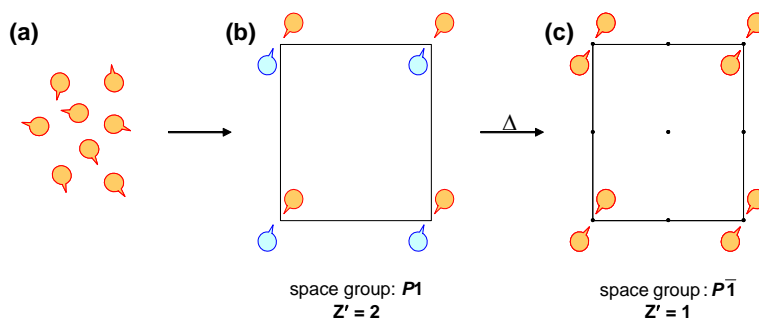 (a)
(b)
(c)
Δ
space group: P1
Z′ = 2
space group: P1̅
Z′ = 1